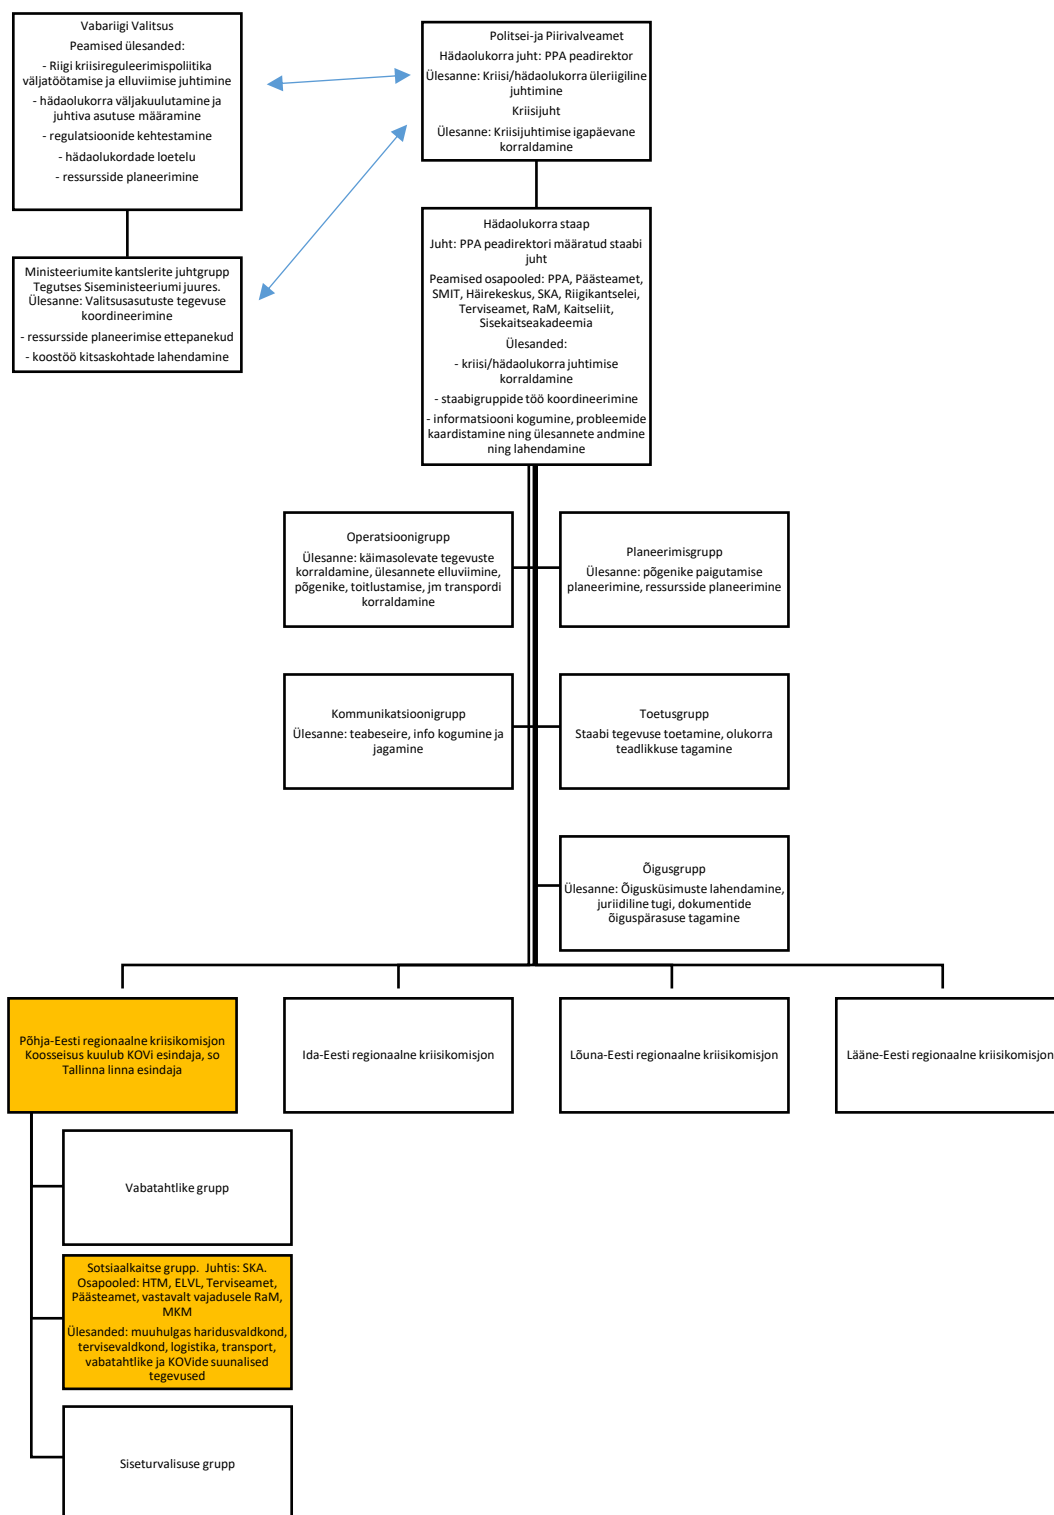 Vabariigi Valitsus
Peamised ülesanded:
- Riigi kriisireguleerimispoliitika
väljatöötamise ja elluviimise juhtimine
- hädaolukorra väljakuulutamine ja
juhtiva asutuse määramine
- regulatsioonide kehtestamine
- hädaolukordade loetelu
- ressursside planeerimine
Politsei-ja Piirivalveamet
Hädaolukorra juht: PPA peadirektor
Ülesanne: Kriisi/hädaolukorra üleriigiline
juhtimine
Kriisijuht
Ülesanne: Kriisijuhtimise igapäevane
korraldamine
Ministeeriumite kantslerite juhtgrupp
Tegutses Siseministeeriumi juures.
Ülesanne: Valitsusasutuste tegevuse
koordineerimine
- ressursside planeerimise ettepanekud
- koostöö kitsaskohtade lahendamine
Hädaolukorra staap
Juht: PPA peadirektori määratud staabi
juht
Peamised osapooled: PPA, Päästeamet,
SMIT, Häirekeskus, SKA, Riigikantselei,
Terviseamet, RaM, Kaitseliit,
Sisekaitseakadeemia
Ülesanded:
- kriisi/hädaolukorra juhtimise
korraldamine
- staabigruppide töö koordineerimine
- informatsiooni kogumine, probleemide
kaardistamine ning ülesannete andmine
ning lahendamine
Operatsioonigrupp
Ülesanne: käimasolevate tegevuste
korraldamine, ülesannete elluviimine,
põgenike, toitlustamise, jm transpordi
korraldamine
Planeerimisgrupp
Ülesanne: põgenike paigutamise
planeerimine, ressursside planeerimine
Kommunikatsioonigrupp
Ülesanne: teabeseire, info kogumine ja
jagamine
Toetusgrupp
Staabi tegevuse toetamine, olukorra
teadlikkuse tagamine
Õigusgrupp
Ülesanne: Õigusküsimuste lahendamine,
juriidiline tugi, dokumentide
õiguspärasuse tagamine
Põhja-Eesti regionaalne kriisikomisjon
Koosseisus kuulub KOVi esindaja, so
Tallinna linna esindaja
Ida-Eesti regionaalne kriisikomisjon
Lõuna-Eesti regionaalne kriisikomisjon
Lääne-Eesti regionaalne kriisikomisjon
Vabatahtlike grupp
Sotsiaalkaitse grupp. Juhtis: SKA.
Osapooled: HTM, ELVL, Terviseamet,
Päästeamet, vastavalt vajadusele RaM,
MKM
Ülesanded: muuhulgas haridusvaldkond,
tervisevaldkond, logistika, transport,
vabatahtlike ja KOVide suunalised
tegevused
Siseturvalisuse grupp